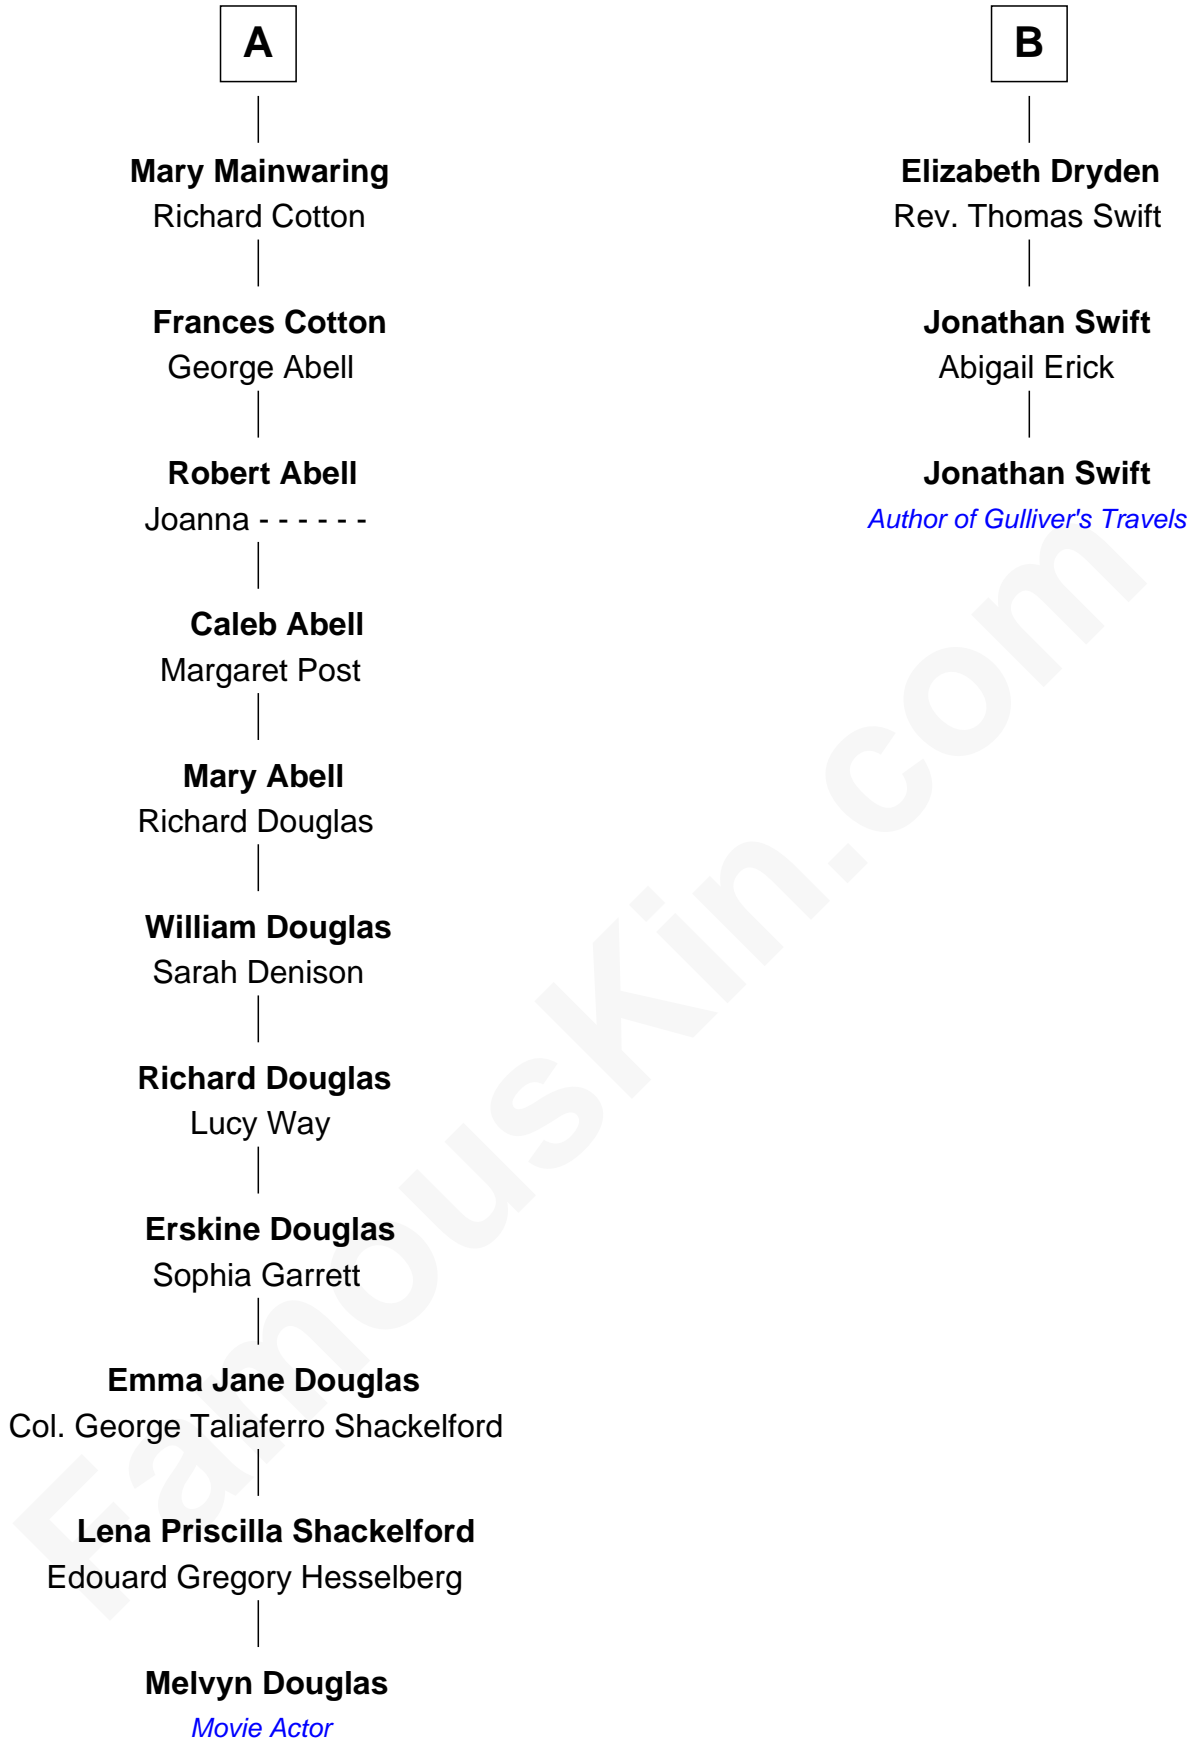 A
Mary Mainwaring
Richard Cotton
Frances Cotton
George Abell
Robert Abell
Joanna - - - - - -
Caleb Abell
Margaret Post
Mary Abell
Richard Douglas
William Douglas
Sarah Denison
Richard Douglas
Lucy Way
Erskine Douglas
Sophia Garrett
Emma Jane Douglas
Col. George Taliaferro Shackelford
Lena Priscilla Shackelford
Edouard Gregory Hesselberg
Melvyn Douglas
Movie Actor
B
Elizabeth Dryden
Rev. Thomas Swift
Jonathan Swift
Abigail Erick
Jonathan Swift
Author of Gulliver's Travels
FamousKin.com